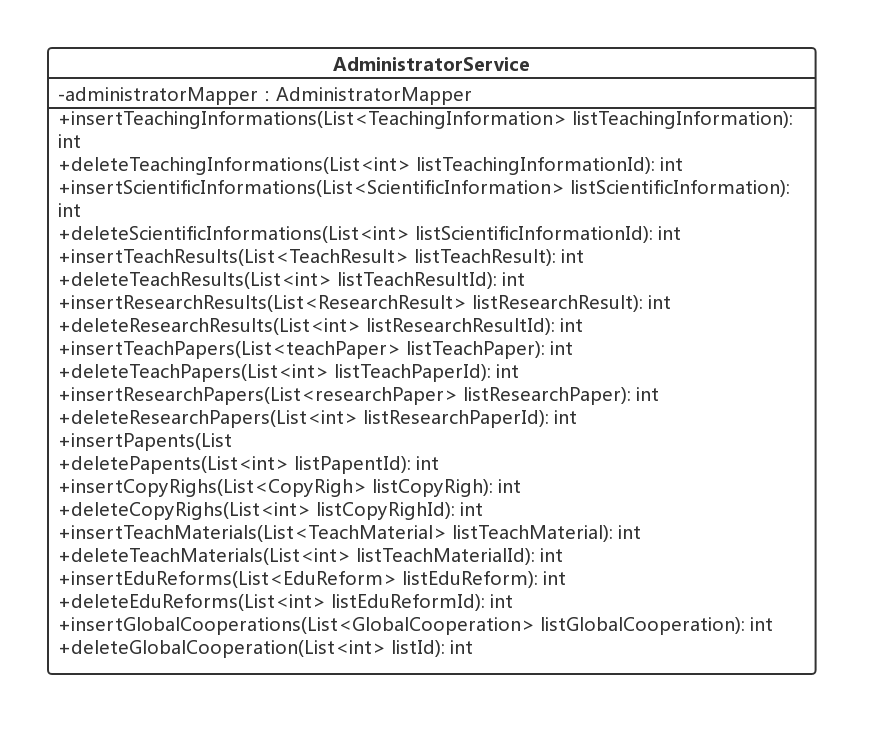 AdministratorService
-administratorMapper : AdministratorMapper
+insertTeachingInformations(List<TeachingInformation> listTeachingInformation):
int
+deleteTeachingInformations(List<int> listTeachingInformationId): int
+insertScientificInformations(List<ScientificInformation> listScientificInformation):
int
+deleteScientificInformations(List<int> listScientificInformationId): int
+insertTeachResults(List<TeachResult> listTeachResult): int
+deleteTeachResults(List<int> listTeachResultId): int
+insertResearchResults(List<ResearchResult> listResearchResult): int
+deleteResearchResults(List<int> listResearchResultId): int
+insertTeachPapers(List<teachPaper> listTeachPaper): int
+deleteTeachPapers(List<int> listTeachPaperId): int
+insertResearchPapers(List<researchPaper> listResearchPaper): int
+deleteResearchPapers(List<int> listResearchPaperId): int
+insertPapents(List
+deletePapents(List<int> listPapentId): int
+insertCopyRighs(List<CopyRigh> listCopyRigh): int
+deleteCopyRighs(List<int> listCopyRighId): int
+insertTeachMaterials(List<TeachMaterial> listTeachMaterial): int
+deleteTeachMaterials(List<int> listTeachMaterialId): int
+insertEduReforms(List<EduReform> listEduReform): int
+deleteEduReforms(List<int> listEduReformId): int
+insertGlobalCooperations(List<GlobalCooperation> listGlobalCooperation): int
+deleteGlobalCooperation(List<int> listId): int